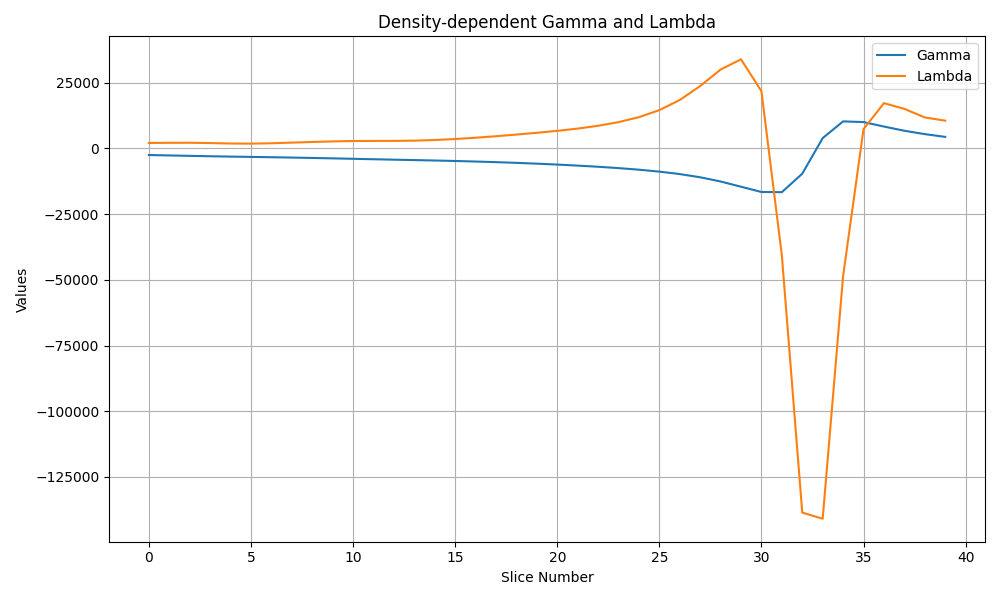 Density-dependent Gamma and Lambda
Gamma
Lambda
Values
25000
0
−25000
−50000
−75000
−100000
−125000
0 5 10 15 20 25 30 35 40
Slice Number